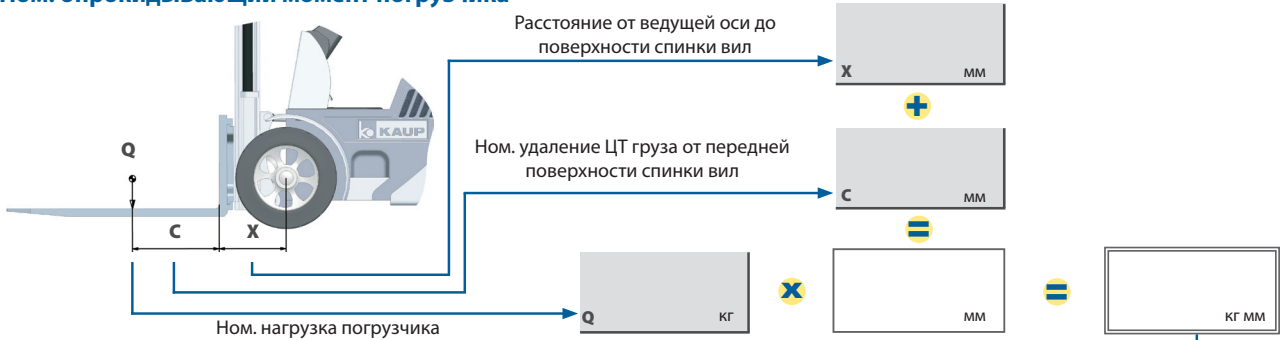 Ном. опрокидывающий момент погрузчика
Расстояние от ведущей оси до
поверхности спинки вил
X мм
+
KAUP
Q
Ном. удаление ЦТ груза от передней
поверхности спинки вил
C мм
=
C X
Q кг x мм = кг мм
Ном. нагрузка погрузчика